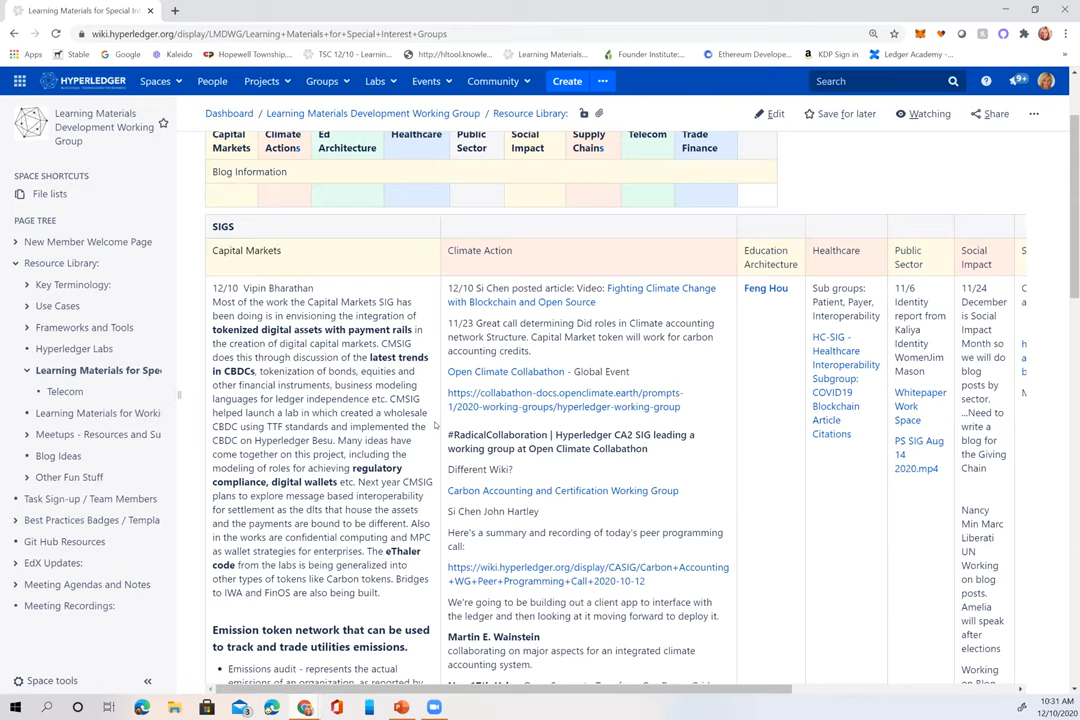 Learning Materials for Special Int
wiki.hyperledger.org/display/LMDWG/Learning+Materials+for+Special+Interest+Groups
Apps
Stable
Google
Kaleido
Hopewell Township,...
TSC 12/10 - Learnin...
http://hltool.knowle...
Learning Materials...
Founder Institute:...
Ethereum Develope...
KDP Sign in
Ledger Academy -...
HYPERLEDGER
Spaces
People
Projects
Groups
Labs
Events
Community
Create
Search
9+
Learning Materials
Development Working
Group
SPACE SHORTCUTS
File lists
PAGE TREE
New Member Welcome Page
Resource Library:
Key Terminology:
Use Cases
Frameworks and Tools
Hyperledger Labs
Learning Materials for Spe
Telecom
Learning Materials for Worki
Meetups - Resources and Su
Blog Ideas
Other Fun Stuff
Task Sign-up / Team Members
Best Practices Badges / Templa
Git Hub Resources
EdX Updates:
Meeting Agendas and Notes
Meeting Recordings:
Space tools
Dashboard / Learning Materials Development Working Group / Resource Library:
Edit
Save for later
Watching
Share
Capital Markets
Climate Actions
Ed Architecture
Healthcare
Public Sector
Social Impact
Supply Chains
Telecom
Trade Finance
Blog Information
SIGS
Capital Markets
12/10 Vipin Bharathan
Most of the work the Capital Markets SIG has
been doing is in envisioning the integration of
tokenized digital assets with payment rails in
the creation of digital capital markets. CMSIG
does this through discussion of the latest trends
in CBDCs, tokenization of bonds, equities and
other financial instruments, business modeling
languages for ledger independence etc. CMSIG
helped launch a lab in which created a wholesale
CBDC using TTF standards and implemented the
CBDC on Hyperledger Besu. Many ideas have
come together on this project, including the
modeling of roles for achieving regulatory
compliance, digital wallets etc. Next year CMSIG
plans to explore message based interoperability
for settlement as the dlts that house the assets
and the payments are bound to be different. Also
in the works are confidential computing and MPC
as wallet strategies for enterprises. The eThaler
code from the labs is being generalized into
other types of tokens like Carbon tokens. Bridges
to IWA and FinOS are also being built.
Emission token network that can be used
to track and trade utilities emissions.
Emissions audit - represents the actual
emissions of an organization, as reported by
Climate Action
12/10 Si Chen posted article: Video: Fighting Climate Change
with Blockchain and Open Source
11/23 Great call determining Did roles in Climate accounting
network Structure. Capital Market token will work for carbon
accounting credits.
Open Climate Collabathon - Global Event
https://collabathon-docs.openclimate.earth/prompts-
1/2020-working-groups/hyperledger-working-group
#RadicalCollaboration | Hyperledger CA2 SIG leading a
working group at Open Climate Collabathon
Different Wiki?
Carbon Accounting and Certification Working Group
Si Chen John Hartley
Here's a summary and recording of today's peer programming
call:
https://wiki.hyperledger.org/display/CASIG/Carbon+Accounting
+WG+Peer+Programming+Call+2020-10-12
We're going to be building out a client app to interface with
the ledger and then looking at it moving forward to deploy it.
Martin E. Wainstein
collaborating on major aspects for an integrated climate
accounting system.
Education
Architecture
Feng Hou
Healthcare
Sub groups:
Patient, Payer,
Interoperability
HC-SIG -
Healthcare
Interoperability
Subgroup:
COVID19
Blockchain
Article
Citations
Public
Sector
11/6
Identity
report from
Kaliya
Identity
WomenJim
Mason
Whitepaper
Work
Space
PS SIG Aug
14
2020.mp4
Social
Impact
11/24
December
is Social
Impact
Month so
we will do
blog
posts by
sector.
...Need to
write a
blog for
the Giving
Chain
Nancy
Min Marc
Liberati
UN
Working
on blog
posts.
Amelia
will speak
after
elections
Working
on Blog
S
10:31 AM
12/10/2020